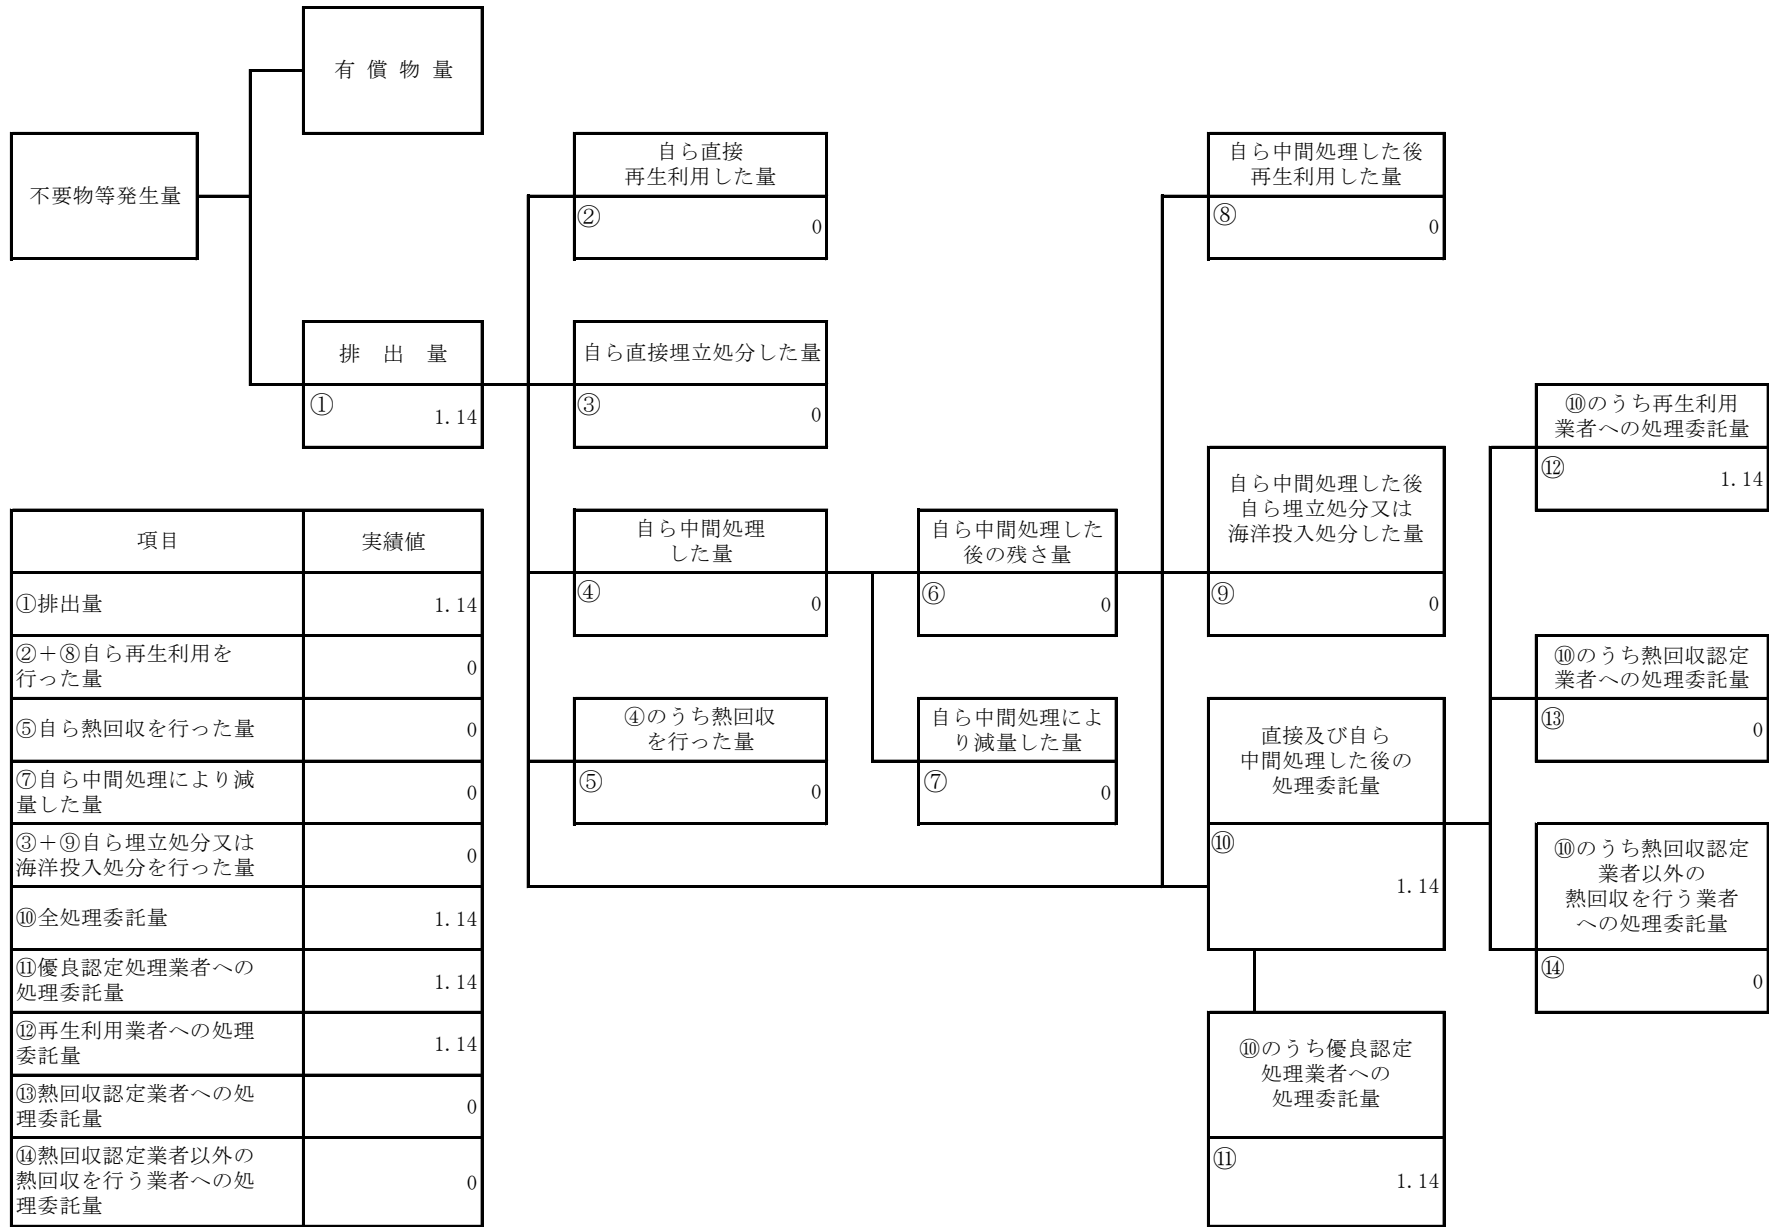 有 償 物 量
不要物等発生量
自ら直接
再生利用した量
②
0
自ら中間処理した後
再生利用した量
⑧
0
排 出 量
①
1.14
自ら直接埋立処分した量
③
0
⑩のうち再生利用
業者への処理委託量
⑫
1.14
自ら中間処理
した量
④
0
自ら中間処理した
後の残さ量
⑥
0
自ら中間処理した後
自ら埋立処分又は
海洋投入処分した量
⑨
0
⑩のうち熱回収認定
業者への処理委託量
⑬
0
④のうち熱回収
を行った量
⑤
0
自ら中間処理によ
り減量した量
⑦
0
直接及び自ら
中間処理した後の
処理委託量
⑩
1.14
⑩のうち熱回収認定
業者以外の
熱回収を行う業者
への処理委託量
⑭
0
⑩のうち優良認定
処理業者への
処理委託量
⑪
1.14
項目 実績値
①排出量 1.14
②+⑧自ら再生利用を
行った量 0
⑤自ら熱回収を行った量 0
⑦自ら中間処理により減
量した量 0
③+⑨自ら埋立処分又は
海洋投入処分を行った量 0
⑩全処理委託量 1.14
⑪優良認定処理業者への
処理委託量 1.14
⑫再生利用業者への処理
委託量 1.14
⑬熱回収認定業者への処
理委託量 0
⑭熱回収認定業者以外の
熱回収を行う業者への処
理委託量 0